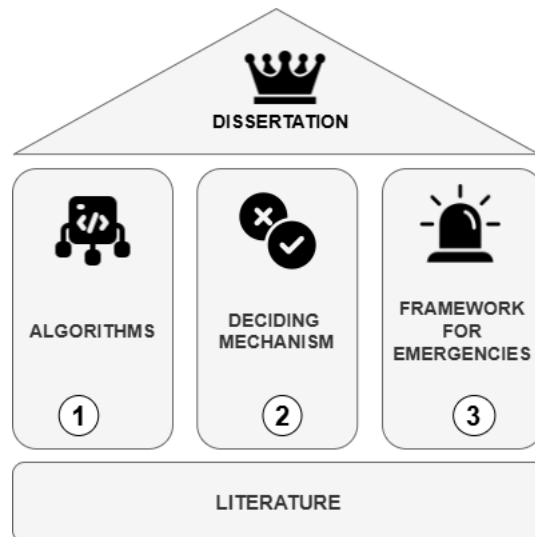 DISSERTATION
</>
ALGORITHMS
1
DECIDING
MECHANISM
2
FRAMEWORK
FOR
EMERGENCIES
3
LITERATURE